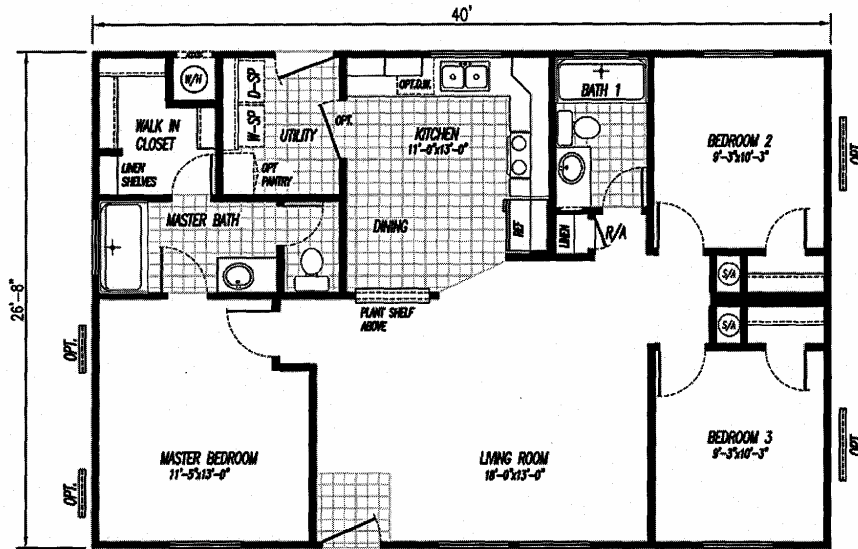 40'
26'-8"
W/H
D-SP
W-SP
UTILITY
OPT.
OPT
PANTRY
WALK IN
CLOSET
LINEN
SHELVES
OPT.D.W.
KITCHEN
11'-0"x13'-0"
DINING
REF
BATH 1
LINEN
R/A
BEDROOM 2
9'-3"x10'-3"
OPT.
MASTER BATH
PLANT SHELF
ABOVE
S/A
S/A
OPT.
OPT.
MASTER BEDROOM
11'-5"x13'-0"
LIVING ROOM
18'-0"x13'-0"
BEDROOM 3
9'-3"x10'-3"
OPT.